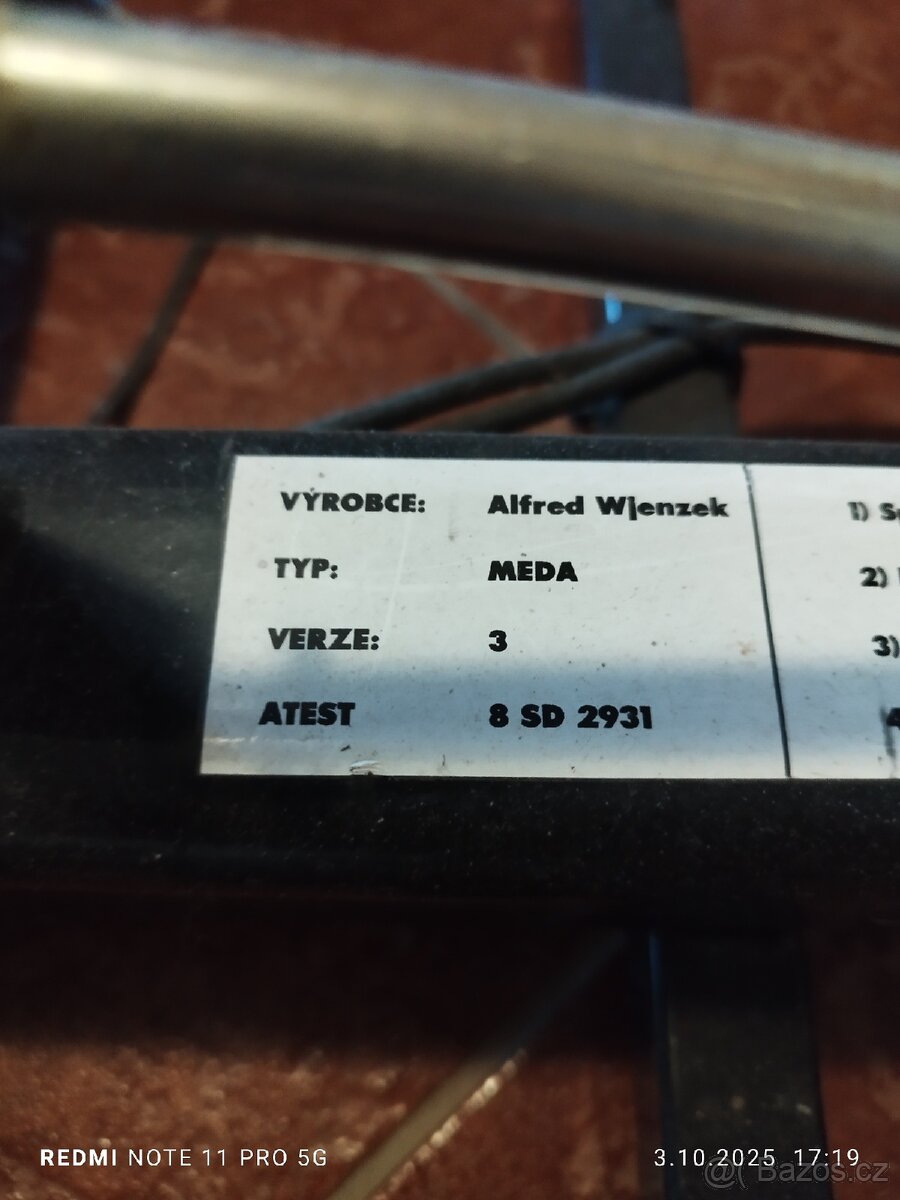 VÝROBCE: Alfred Wjenzek 1)
TYP: MEDA 2)
VERZE: 3 3)
ATEST 8 SD 2931
REDMI NOTE 11 PRO 5G 3.10.2025 17:19
@ Bazos.cz